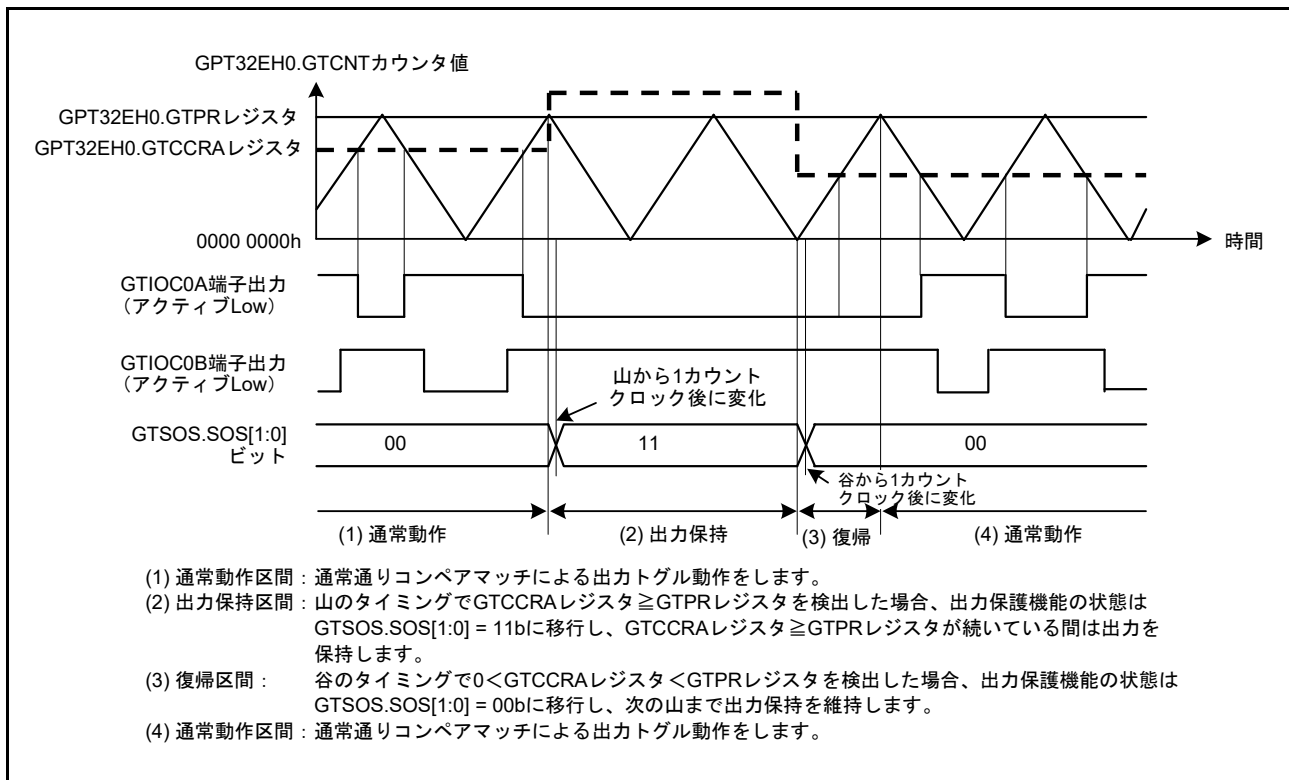 GPT32EH0.GTCNTカウンタ値
GPT32EH0.GTPRレジスタ
GPT32EH0.GTCCRAレジスタ
0000 0000h
時間
GTIOC0A端子出力
（アクティブLow）
GTIOC0B端子出力
（アクティブLow）
山から1カウント
クロック後に変化
GTSOS.SOS[1:0]
ビット
00
11
00
谷から1カウント
クロック後に変化
(1) 通常動作
(2) 出力保持
(3) 復帰
(4) 通常動作
(1) 通常動作区間：通常通りコンペアマッチによる出力トグル動作をします。
(2) 出力保持区間：山のタイミングでGTCCRAレジスタ≧GTPRレジスタを検出した場合、出力保護機能の状態は
GTSOS.SOS[1:0] = 11bに移行し、GTCCRAレジスタ≧GTPRレジスタが続いている間は出力を
保持します。
(3) 復帰区間： 谷のタイミングで0＜GTCCRAレジスタ＜GTPRレジスタを検出した場合、出力保護機能の状態は
GTSOS.SOS[1:0] = 00bに移行し、次の山まで出力保持を維持します。
(4) 通常動作区間：通常通りコンペアマッチによる出力トグル動作をします。